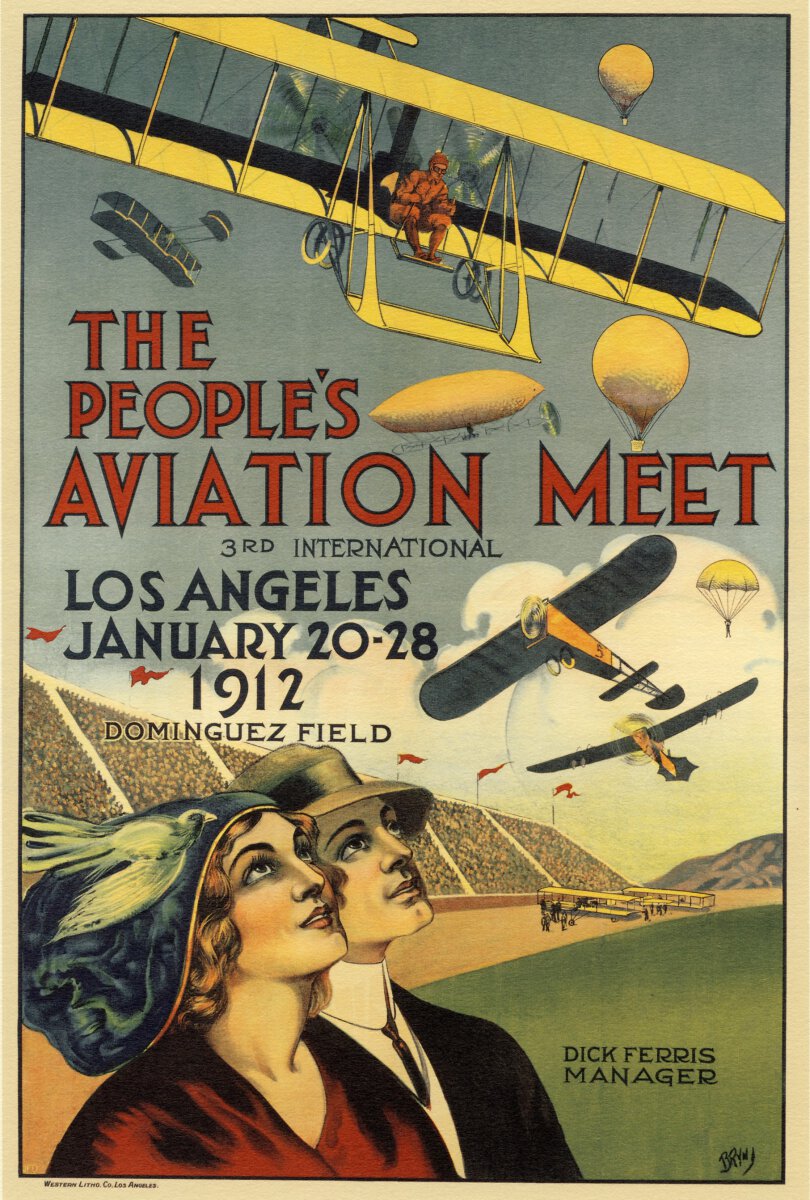 THE
PEOPLE'S
AVIATION MEET
3RD INTERNATIONAL
LOS ANGELES
JANUARY 20-28
1912
DOMINGUEZ FIELD
5
DICK FERRIS
MANAGER
WESTERN LITHO. CO. LOS ANGELES.